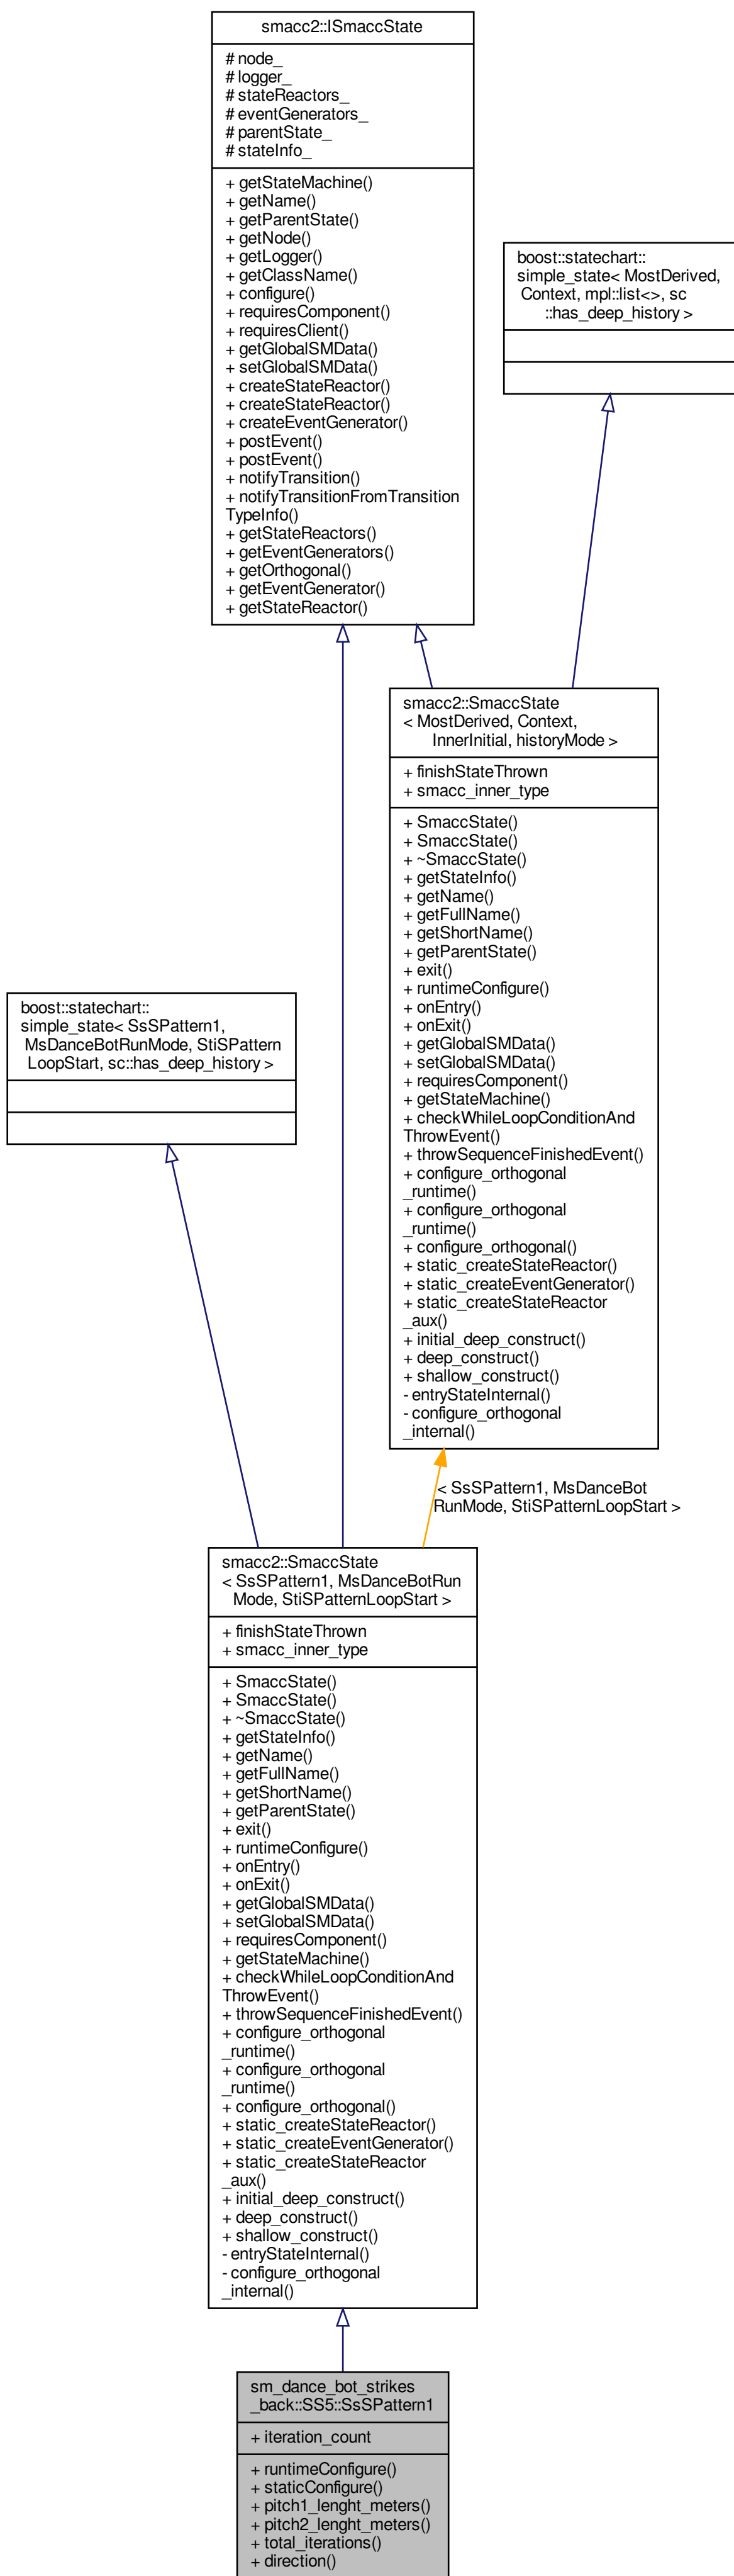 smacc2::ISmaccState
# node_
# logger_
# stateReactors_
# eventGenerators_
# parentState_
# stateInfo_
+ getStateMachine()
+ getName()
+ getParentState()
+ getNode()
+ getLogger()
+ getClassName()
+ configure()
+ requiresComponent()
+ requiresClient()
+ getGlobalSMData()
+ setGlobalSMData()
+ createStateReactor()
+ createStateReactor()
+ createEventGenerator()
+ postEvent()
+ postEvent()
+ notifyTransition()
+ notifyTransitionFromTransition
TypeInfo()
+ getStateReactors()
+ getEventGenerators()
+ getOrthogonal()
+ getEventGenerator()
+ getStateReactor()
boost::statechart::
simple_state< MostDerived,
Context, mpl::list<>, sc
::has_deep_history >
smacc2::SmaccState
< MostDerived, Context,
InnerInitial, historyMode >
+ finishStateThrown
+ smacc_inner_type
+ SmaccState()
+ SmaccState()
+ ~SmaccState()
+ getStateInfo()
+ getName()
+ getFullName()
+ getShortName()
+ getParentState()
+ exit()
+ runtimeConfigure()
+ onEntry()
+ onExit()
+ getGlobalSMData()
+ setGlobalSMData()
+ requiresComponent()
+ getStateMachine()
+ checkWhileLoopConditionAnd
ThrowEvent()
+ throwSequenceFinishedEvent()
+ configure_orthogonal
_runtime()
+ configure_orthogonal
_runtime()
+ configure_orthogonal()
+ static_createStateReactor()
+ static_createEventGenerator()
+ static_createStateReactor
_aux()
+ initial_deep_construct()
+ deep_construct()
+ shallow_construct()
- entryStateInternal()
- configure_orthogonal
_internal()
boost::statechart::
simple_state< SsSPattern1,
MsDanceBotRunMode, StiSPattern
LoopStart, sc::has_deep_history >
< SsSPattern1, MsDanceBot
RunMode, StiSPatternLoopStart >
smacc2::SmaccState
< SsSPattern1, MsDanceBotRun
Mode, StiSPatternLoopStart >
+ finishStateThrown
+ smacc_inner_type
+ SmaccState()
+ SmaccState()
+ ~SmaccState()
+ getStateInfo()
+ getName()
+ getFullName()
+ getShortName()
+ getParentState()
+ exit()
+ runtimeConfigure()
+ onEntry()
+ onExit()
+ getGlobalSMData()
+ setGlobalSMData()
+ requiresComponent()
+ getStateMachine()
+ checkWhileLoopConditionAnd
ThrowEvent()
+ throwSequenceFinishedEvent()
+ configure_orthogonal
_runtime()
+ configure_orthogonal
_runtime()
+ configure_orthogonal()
+ static_createStateReactor()
+ static_createEventGenerator()
+ static_createStateReactor
_aux()
+ initial_deep_construct()
+ deep_construct()
+ shallow_construct()
- entryStateInternal()
- configure_orthogonal
_internal()
sm_dance_bot_strikes
_back::SS5::SsSPattern1
+ iteration_count
+ runtimeConfigure()
+ staticConfigure()
+ pitch1_lenght_meters()
+ pitch2_lenght_meters()
+ total_iterations()
+ direction()